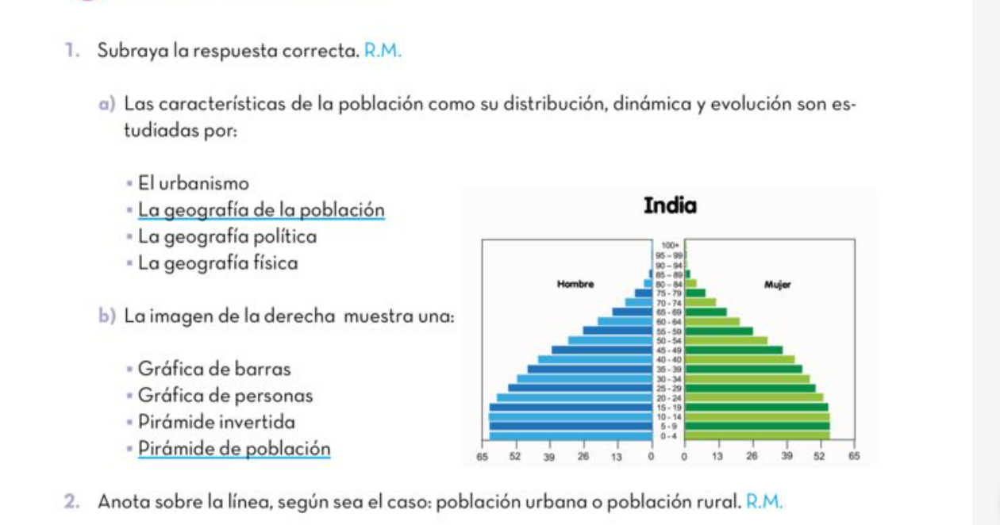 1. Subraya la respuesta correcta. R.M.
a) Las características de la población como su distribución, dinámica y evolución son es-
tudiadas por:
▪ El urbanismo
▪ La geografía de la población
▪ La geografía política
▪ La geografía física
b) La imagen de la derecha muestra una:
▪ Gráfica de barras
▪ Gráfica de personas
▪ Pirámide invertida
▪ Pirámide de población
India
Hombre
Mujer
100+
95 - 99
90 - 94
85 - 89
80 - 84
75 - 79
70 - 74
65 - 69
60 - 64
55 - 59
50 - 54
45 - 49
40 - 40
35 - 39
30 - 34
25 - 29
20 - 24
15 - 19
10 - 14
5 - 9
0 - 4
65 52 39 26 13 0 0 13 26 39 52 65
2. Anota sobre la línea, según sea el caso: población urbana o población rural. R.M.